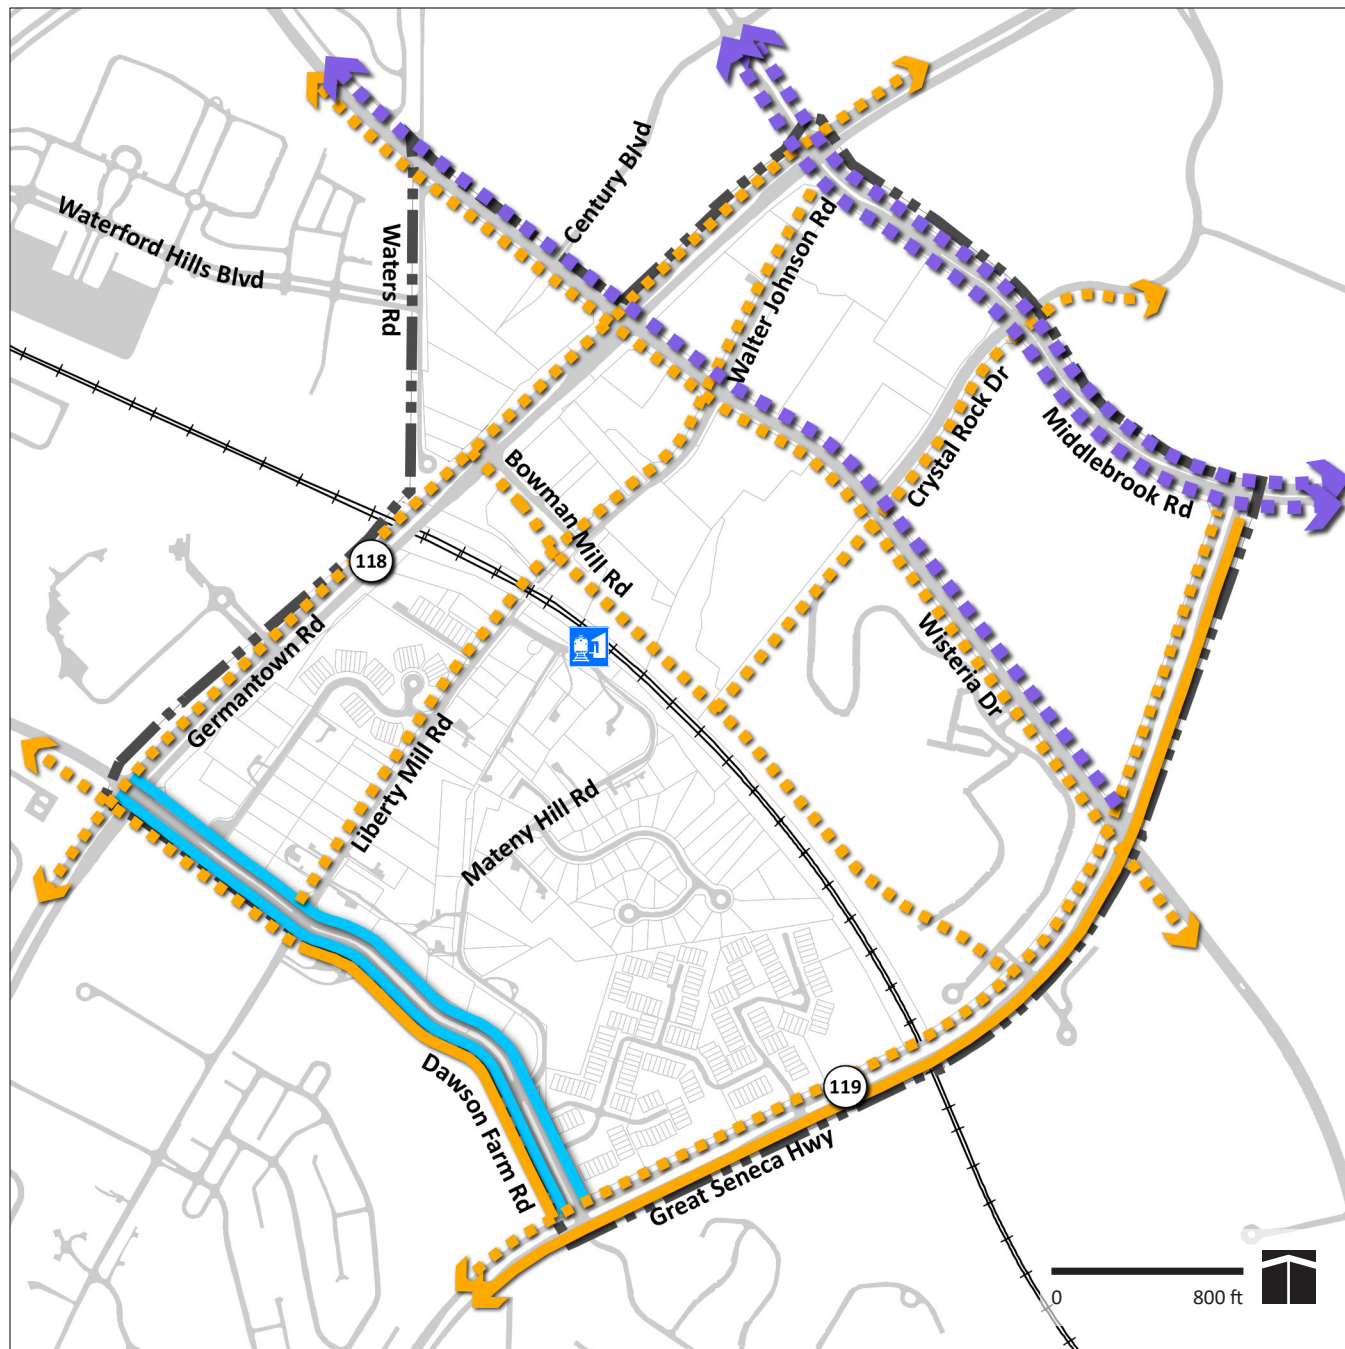 Century Blvd
Waterford Hills Blvd
Waters Rd
Walter Johnson Rd
Crystal Rock Dr
Middlebrook Rd
Bowman Mill Rd
118
Germantown Rd
Wisteria Dr
Liberty Mill Rd
Mateny Hill Rd
119
Dawson Farm Rd
Great Seneca Hwy
0 800 ft